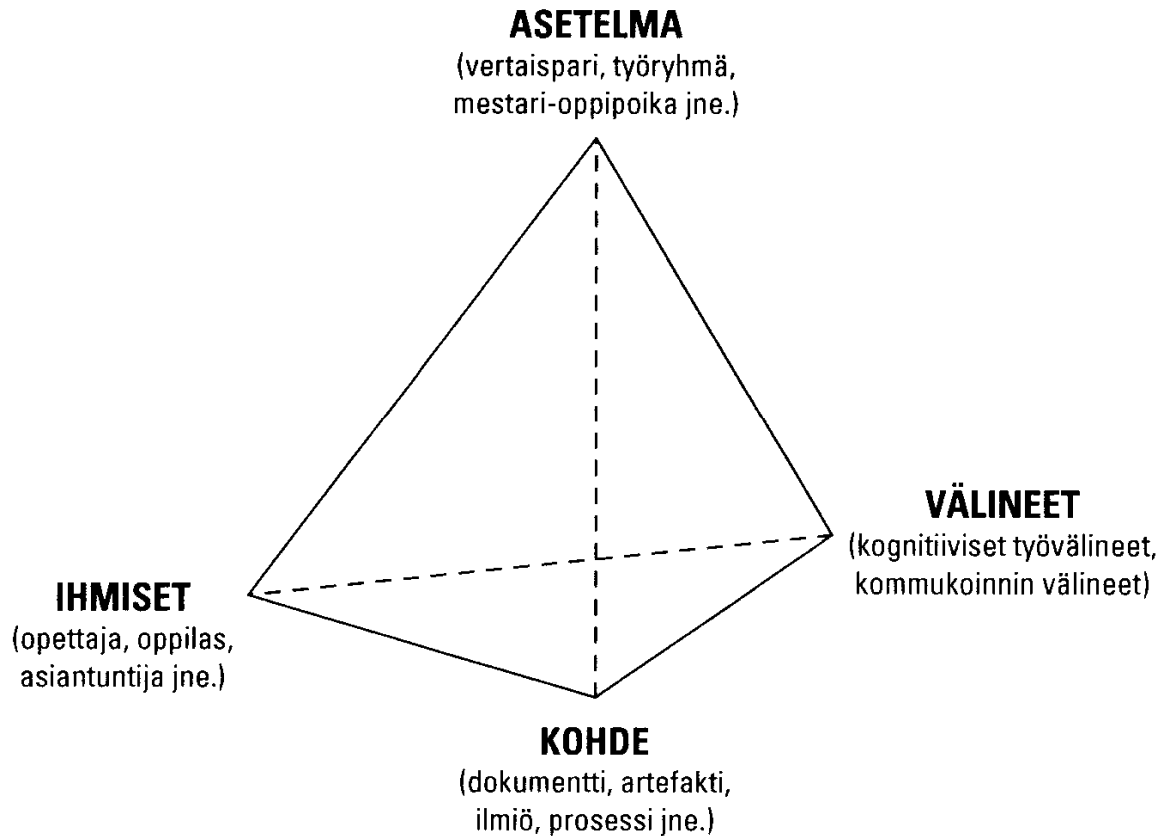 ASETELMA
(vertaispari, työryhmä,
mestari-oppipoika jne.)
VÄLINEET
(kognitiiviset työvälineet,
kommukoinnin välineet)
IHMISET
(opettaja, oppilas,
asiantuntija jne.)
KOHDE
(dokumentti, artefakti,
ilmiö, prosessi jne.)